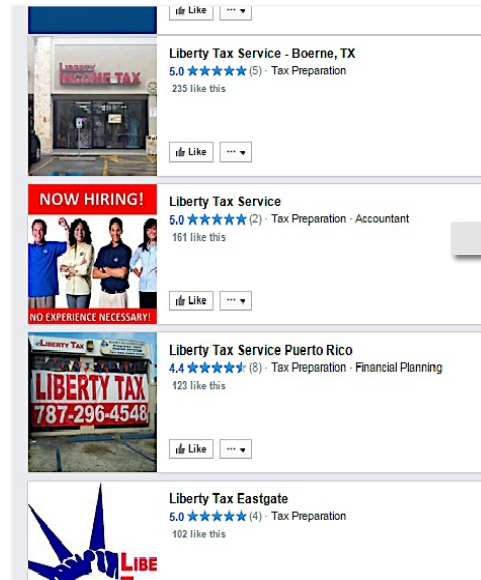 Like
Liberty Tax Service - Boerne, TX
5.0 ★★★★★ (5) · Tax Preparation
235 like this
LIBERTY
INCOME TAX
Like
NOW HIRING!
NO EXPERIENCE NECESSARY!
Liberty Tax Service
5.0 ★★★★★ (2) · Tax Preparation · Accountant
161 like this
Like
LIBERTY TAX
LIBERTY TAX
787-296-4548
Liberty Tax Service Puerto Rico
4.4 ★★★★★ (8) · Tax Preparation · Financial Planning
123 like this
Like
LIBE
Liberty Tax Eastgate
5.0 ★★★★★ (4) · Tax Preparation
102 like this